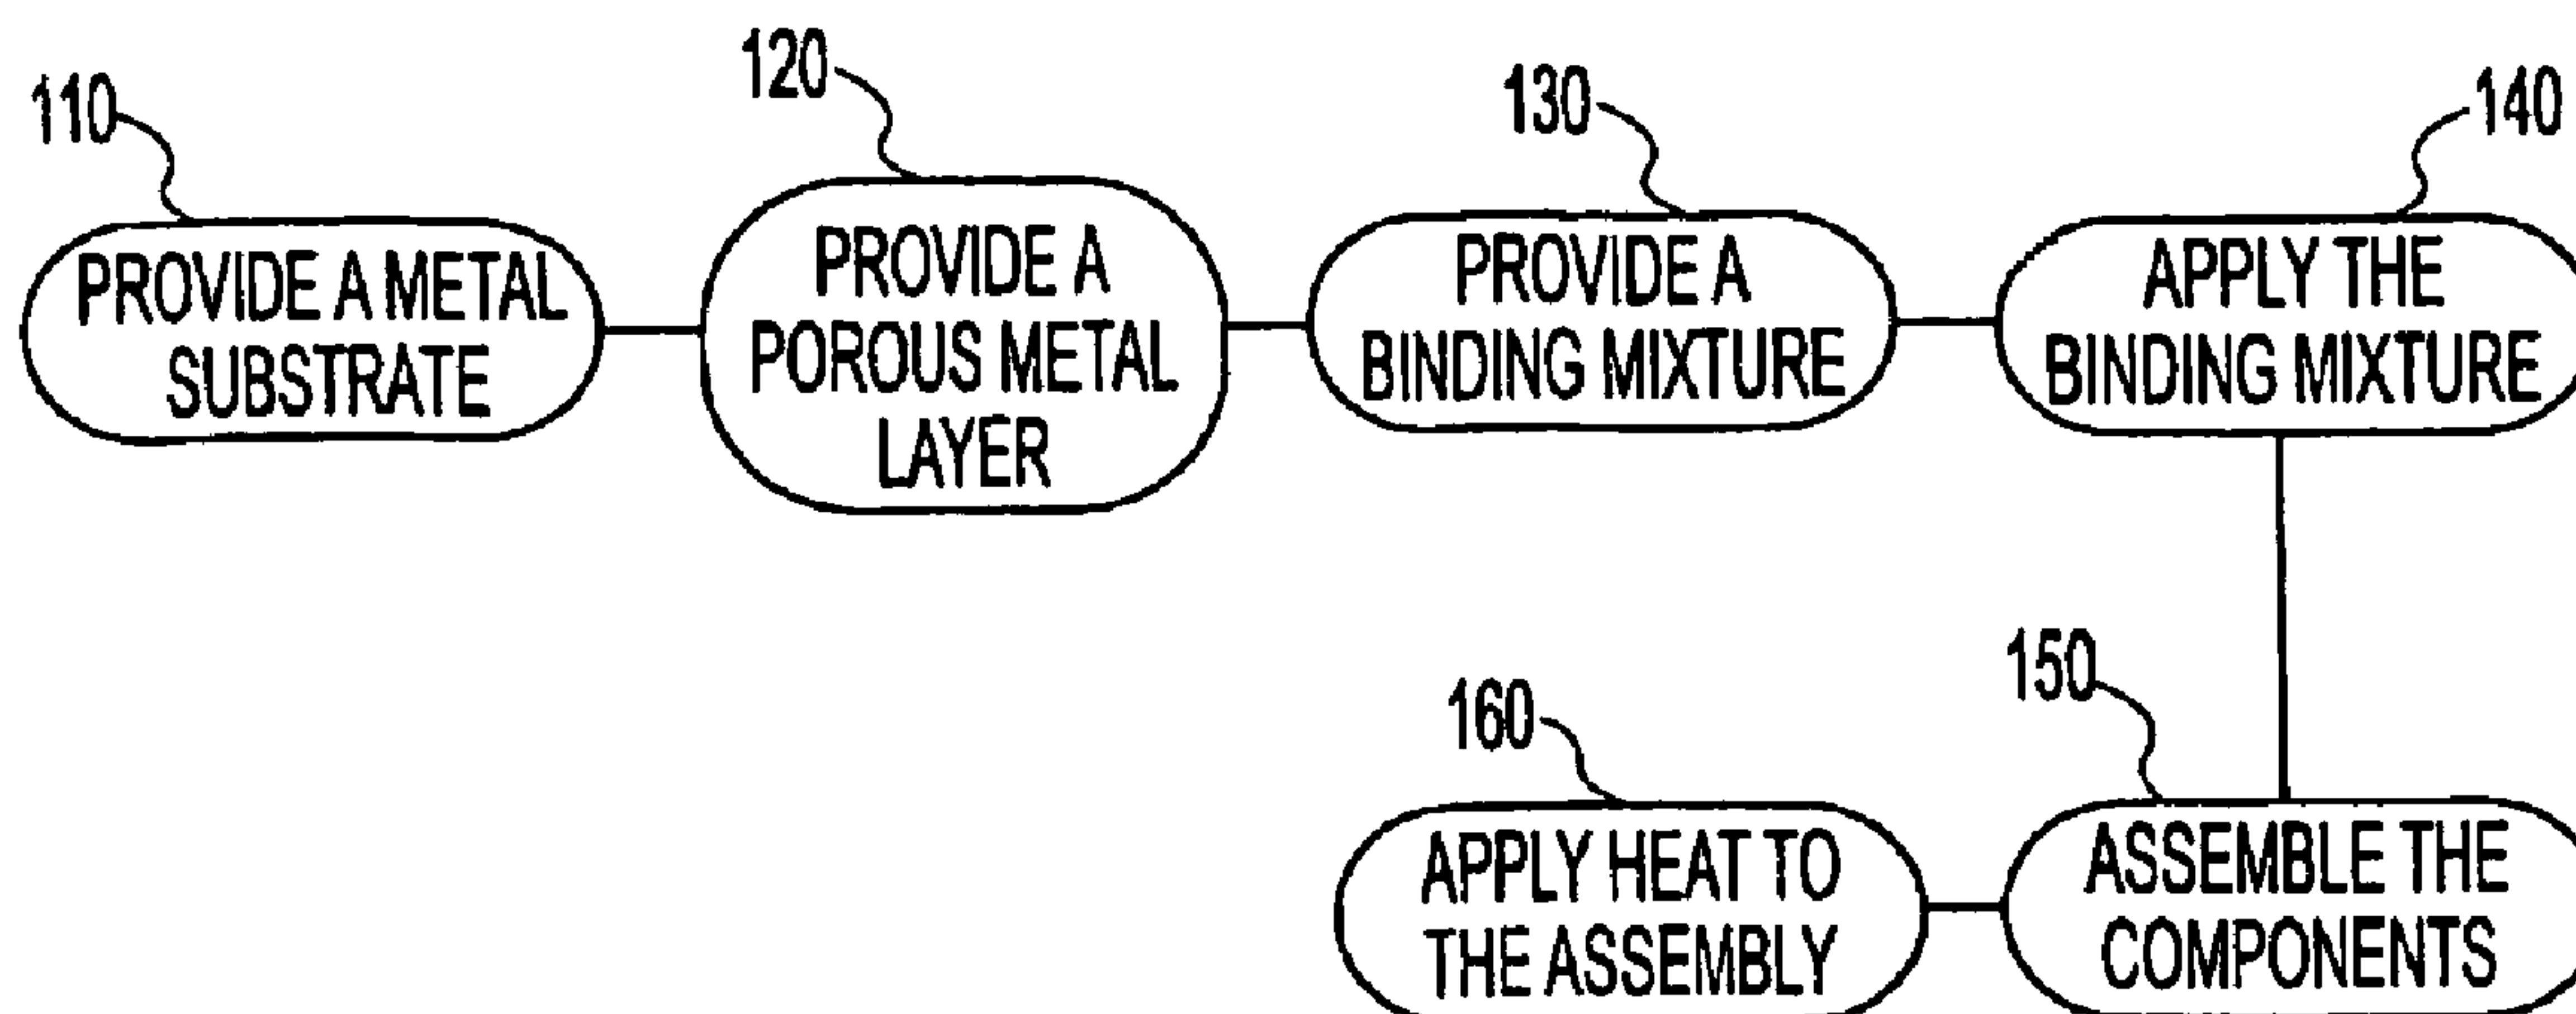 110
PROVIDE A METAL
SUBSTRATE
120
PROVIDE A
POROUS METAL
LAYER
130
PROVIDE A
BINDING MIXTURE
140
APPLY THE
BINDING MIXTURE
150
ASSEMBLE THE
COMPONENTS
160
APPLY HEAT TO
THE ASSEMBLY